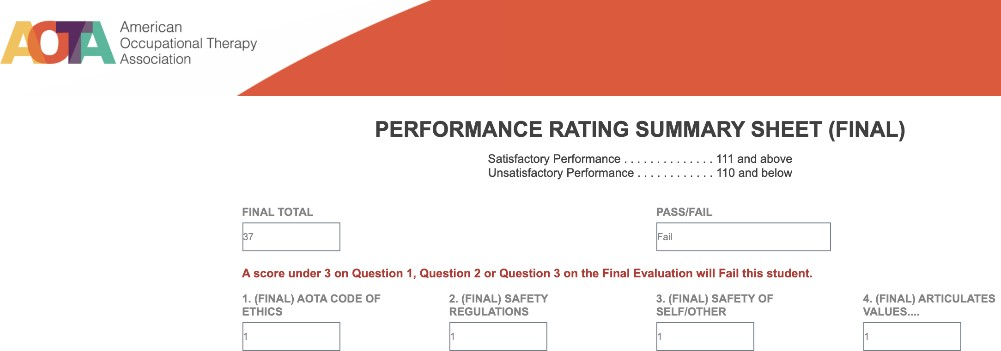 AOTA
American
Occupational Therapy
Association
PERFORMANCE RATING SUMMARY SHEET (FINAL)
Satisfactory Performance . . . . . . . . . . . . . . 111 and above
Unsatisfactory Performance . . . . . . . . . . . . 110 and below
FINAL TOTAL
PASS/FAIL
37
Fail
A score under 3 on Question 1, Question 2 or Question 3 on the Final Evaluation will Fail this student.
1. (FINAL) AOTA CODE OF
ETHICS
2. (FINAL) SAFETY
REGULATIONS
3. (FINAL) SAFETY OF
SELF/OTHER
4. (FINAL) ARTICULATES
VALUES....
1
1
1
1